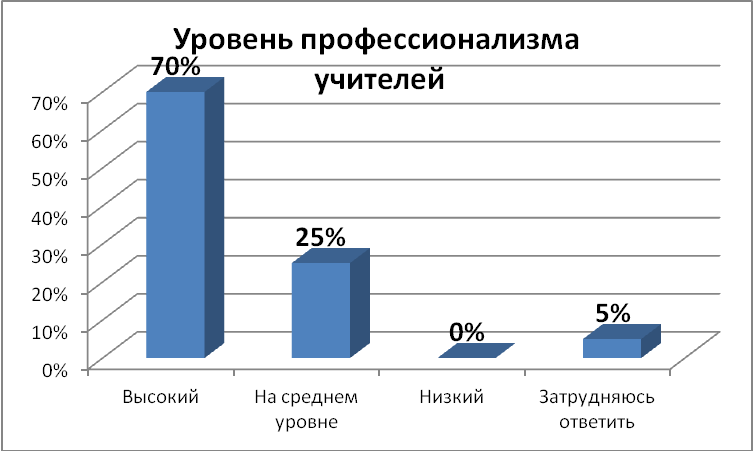 Уровень профессионализма
учителей
70%
25%
0%
5%
70%
60%
50%
40%
30%
20%
10%
0%
Высокий
На среднем
уровне
Низкий
Затрудняюсь
ответить